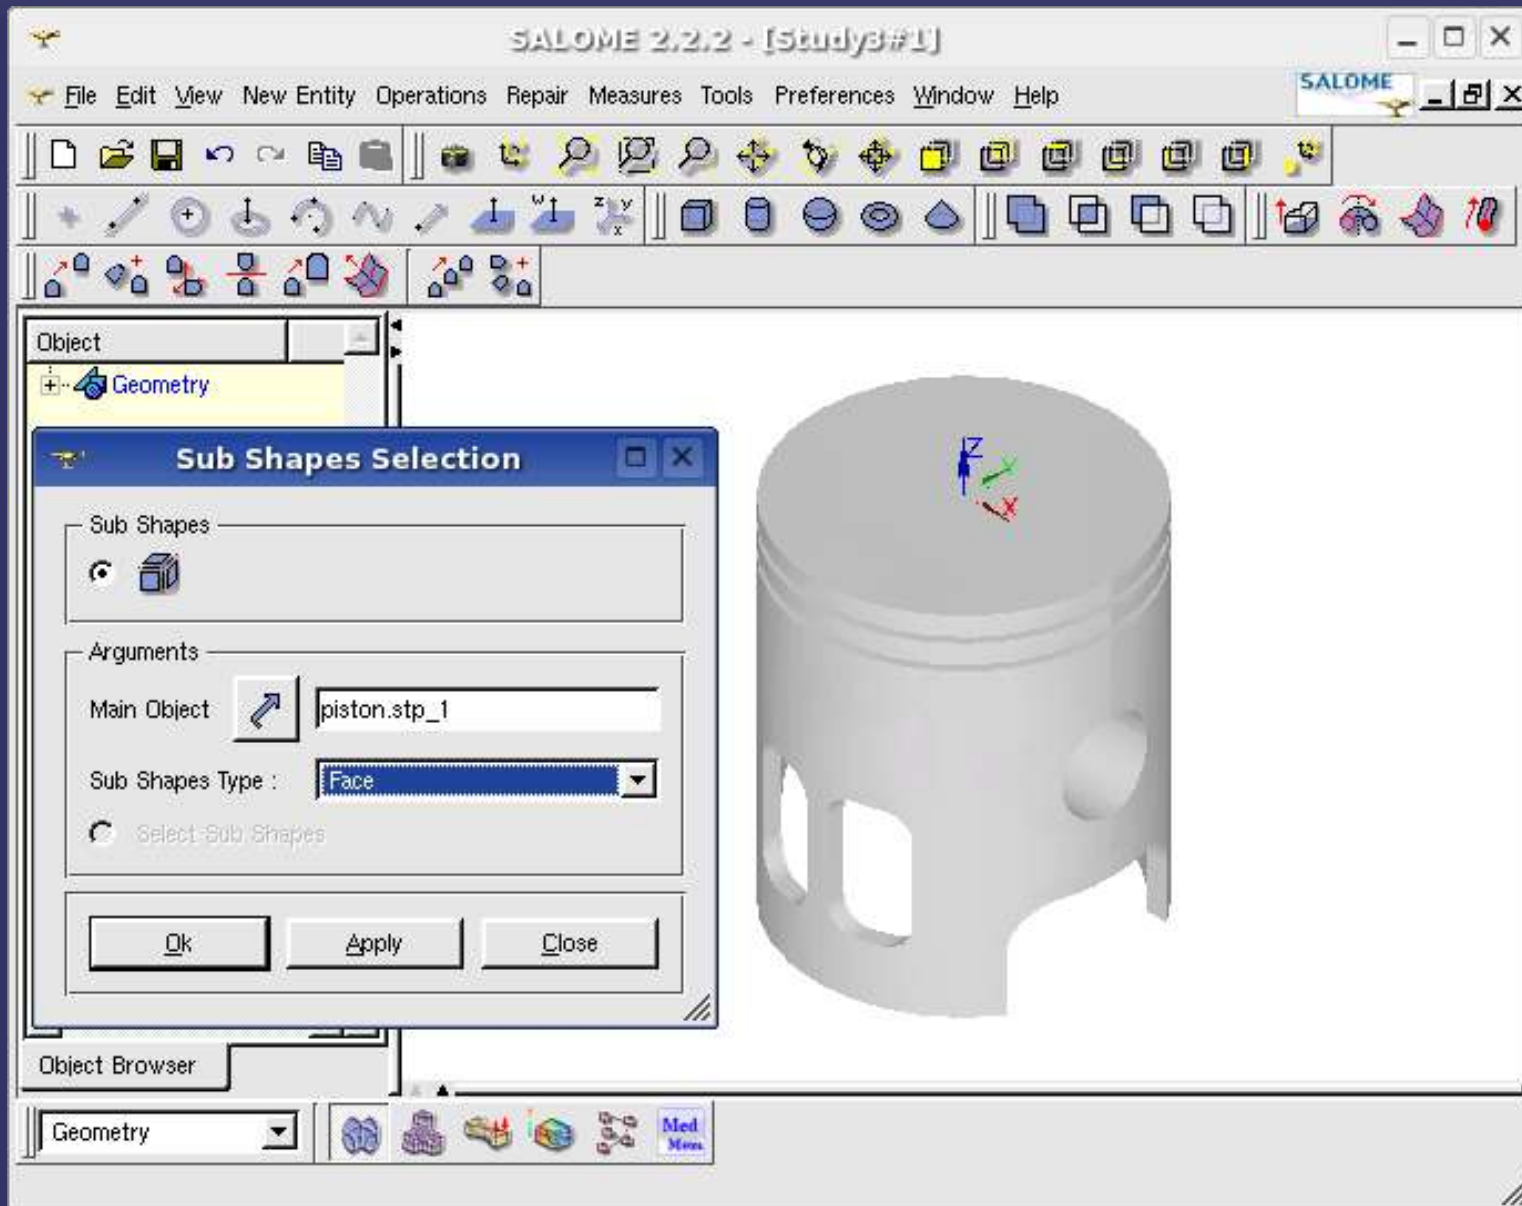 SALOME 2.2.2 - [Study3#1]
File Edit View New Entity Operations Repair Measures Tools Preferences Window Help
SALOME
Object
Geometry
Sub Shapes Selection
Sub Shapes
Arguments
Main Object piston.stp_1
Sub Shapes Type : Face
Select Sub Shapes
Ok Apply Close
Z
Y
X
Object Browser
Geometry
Med
Mem